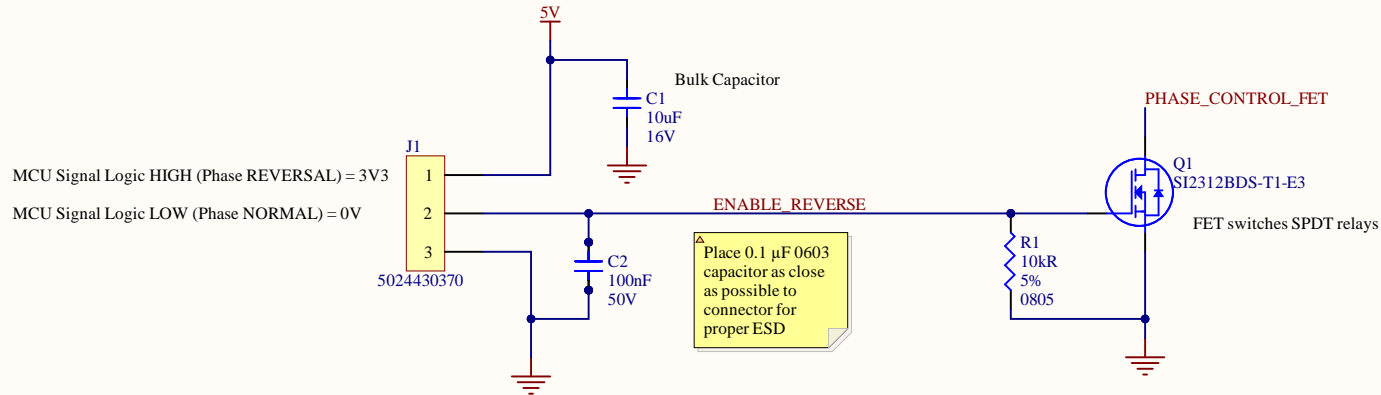 5V
Bulk Capacitor
C1
10uF
16V
PHASE_CONTROL_FET
J1
Q1
SI2312BDS-T1-E3
MCU Signal Logic HIGH (Phase REVERSAL) = 3V3
1
MCU Signal Logic LOW (Phase NORMAL) = 0V
2
ENABLE_REVERSE
FET switches SPDT relays
3
5024430370
C2
100nF
50V
Place 0.1 µF 0603
capacitor as close
as possible to
connector for
proper ESD
R1
10kR
5%
0805